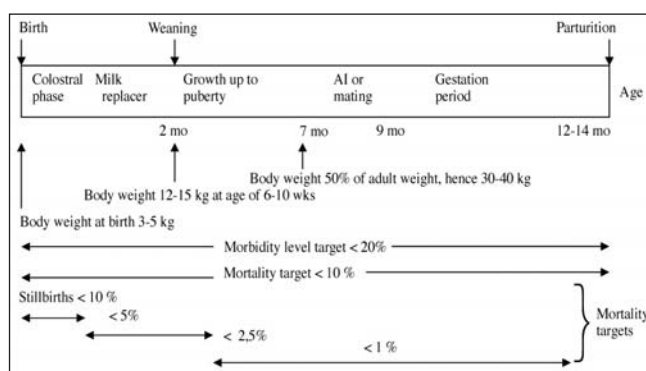 Birth Weaning Parturition
Colostral phase Milk replacer Growth up to puberty AI or mating Gestation period Age
2 mo 7 mo 9 mo 12-14 mo
Body weight 50% of adult weight, hence 30-40 kg
Body weight 12-15 kg at age of 6-10 wks
Body weight at birth 3-5 kg
Morbidity level target < 20%
Mortality target < 10 %
Stillbirths < 10 %
< 5%
< 2,5%
< 1 %
Mortality targets